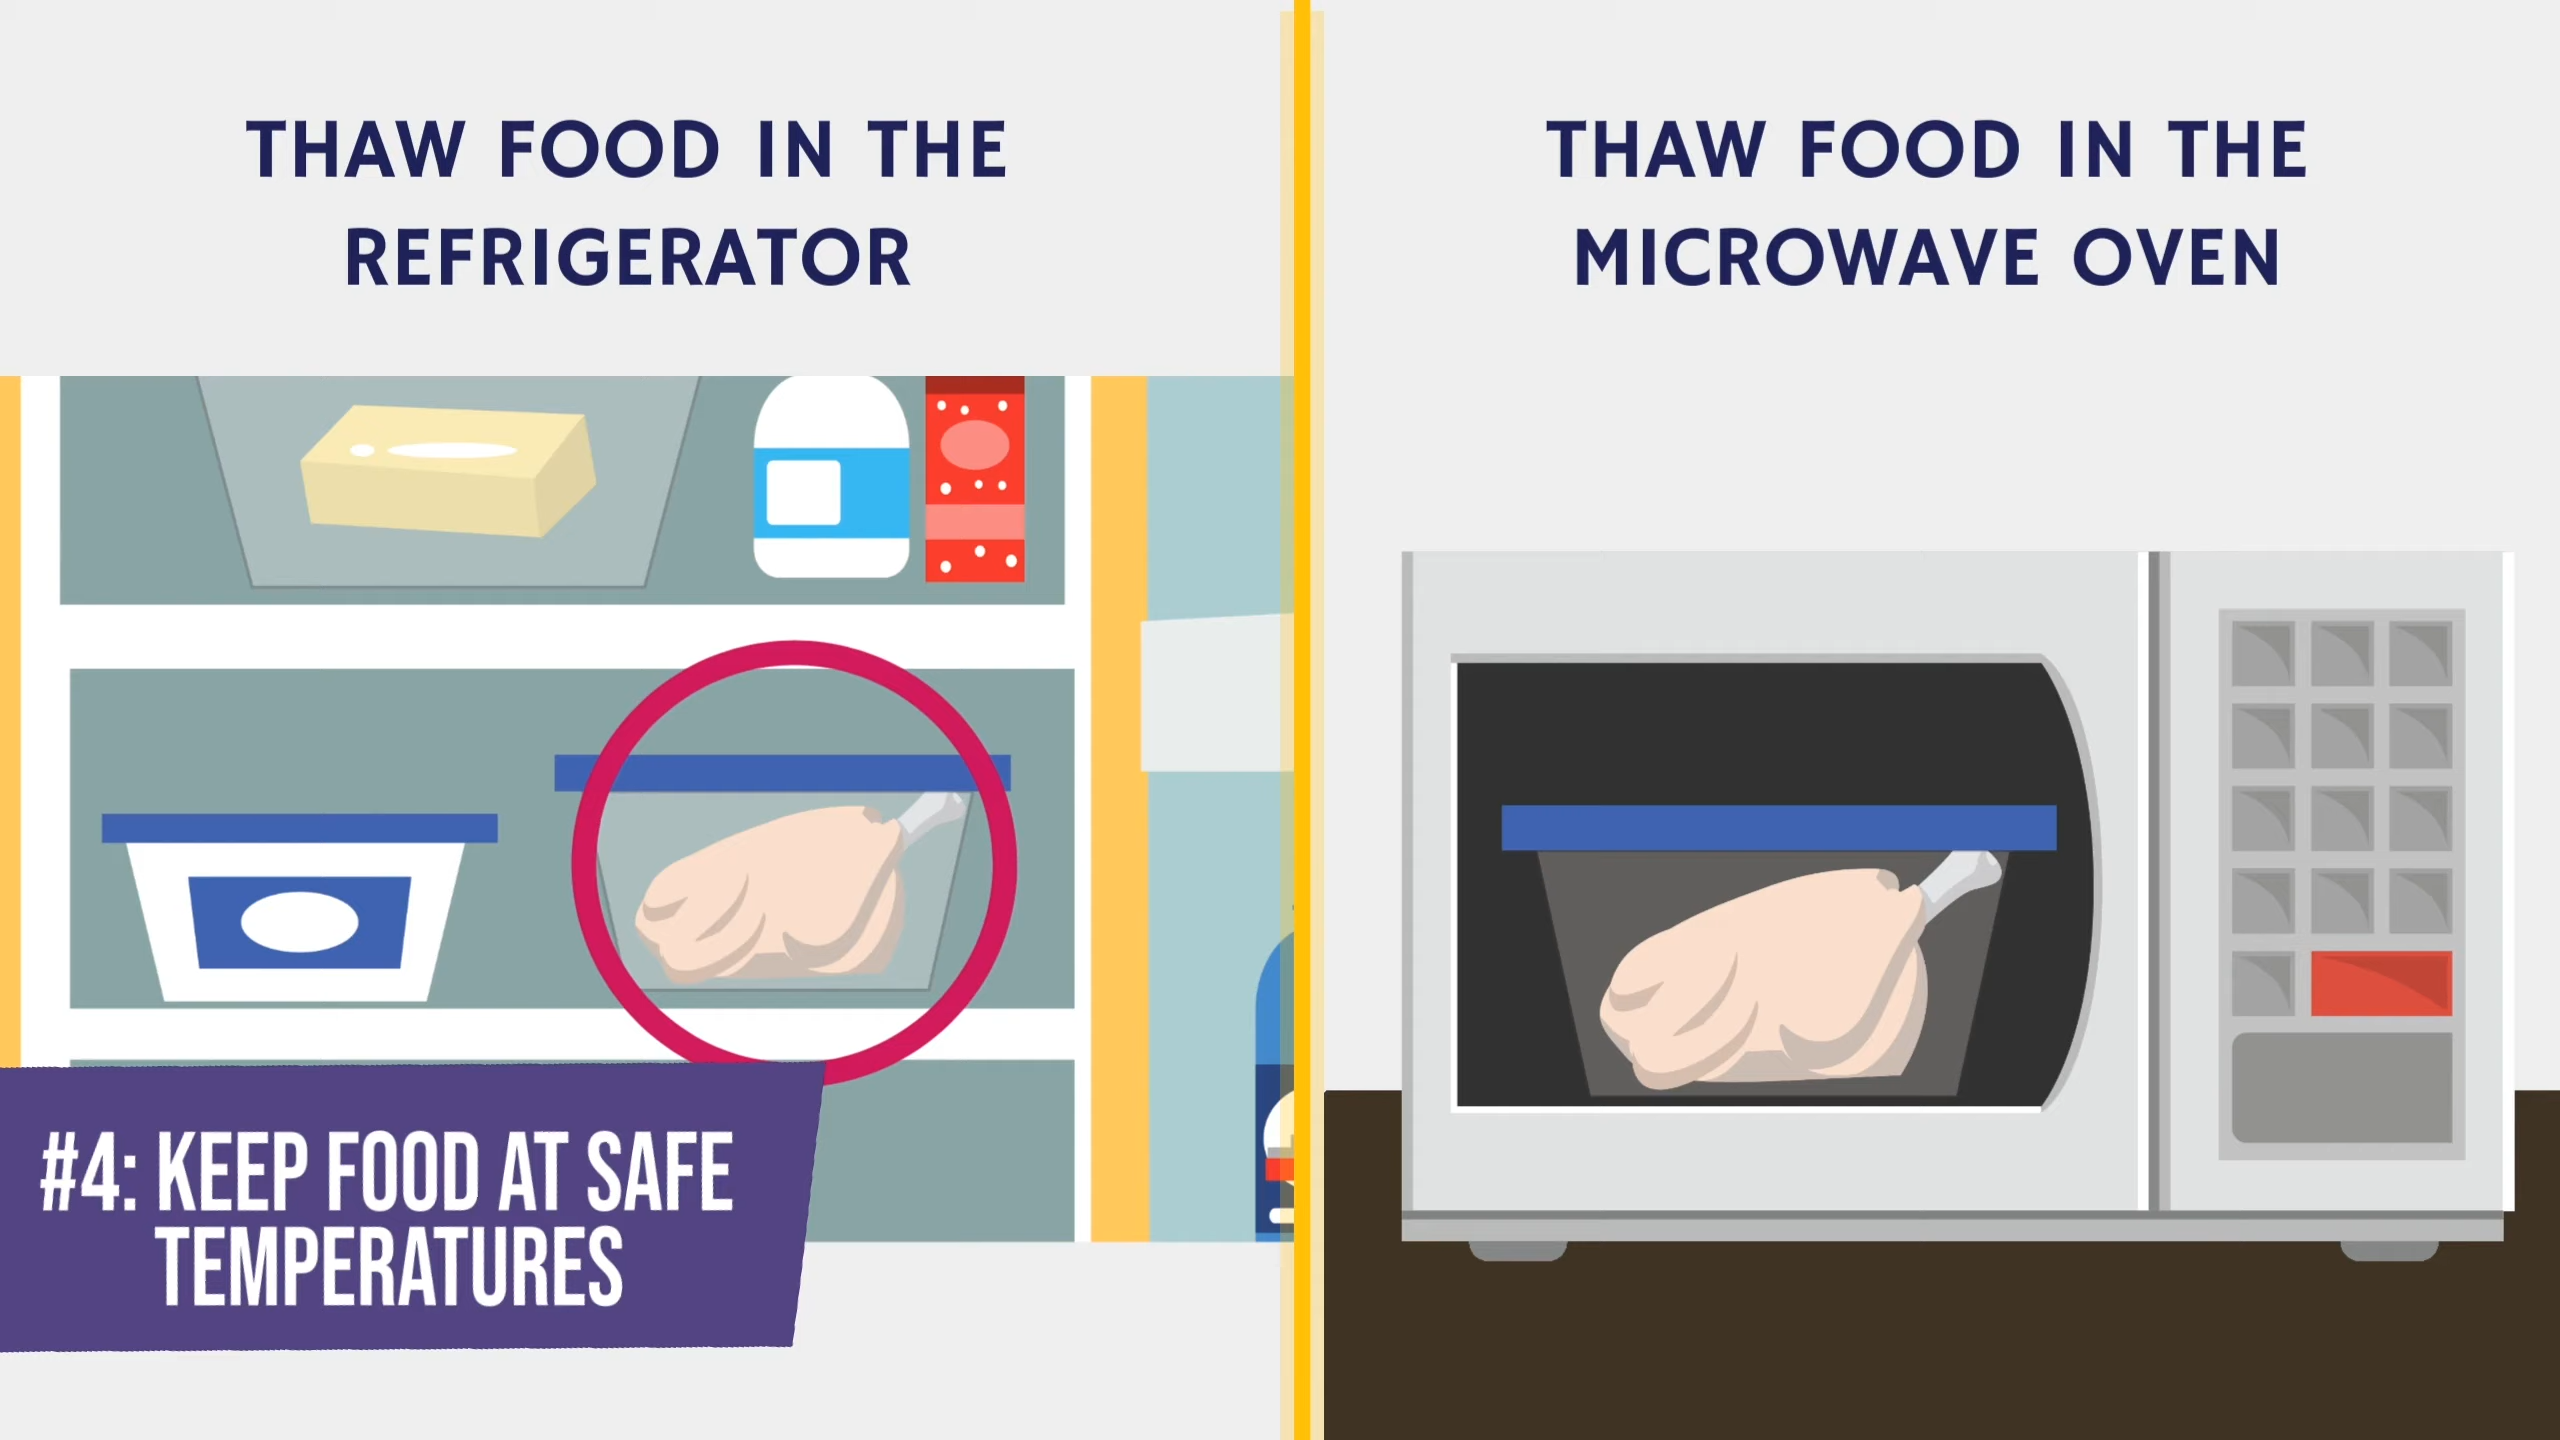 THAW FOOD IN THE
REFRIGERATOR
THAW FOOD IN THE
MICROWAVE OVEN
#4: KEEP FOOD AT SAFE
TEMPERATURES